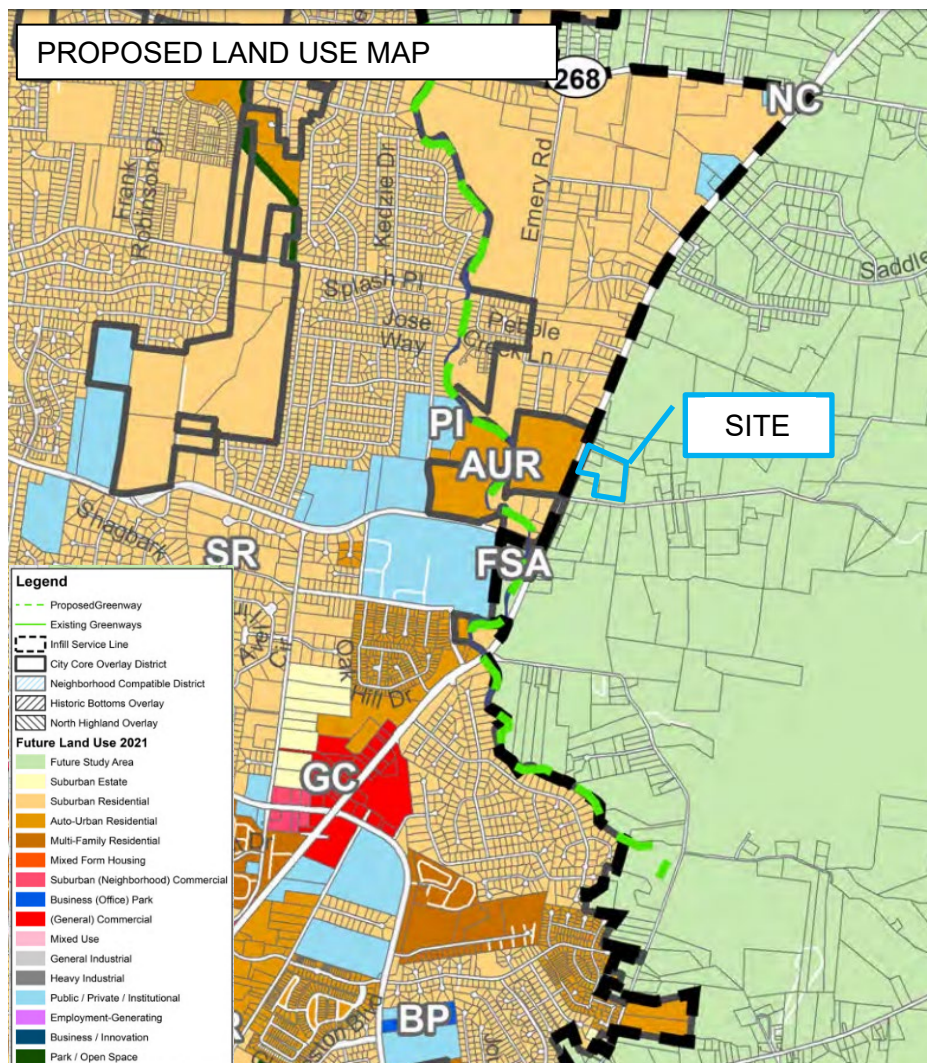 PROPOSED LAND USE MAP
268
NC
Frank
Robinson Dr
Kedzie Dr
Emery Rd
Saddle
Splash Pl
Jose
Way
Pebble
Creek Ln
PI
AUR
SITE
Shagbark
SR
FSA
Cir
Oak
Hill Dr
GC
BP
Legend
ProposedGreenway
Existing Greenways
Infill Service Line
City Core Overlay District
Neighborhood Compatible District
Historic Bottoms Overlay
North Highland Overlay
Future Land Use 2021
Future Study Area
Suburban Estate
Suburban Residential
Auto-Urban Residential
Multi-Family Residential
Mixed Form Housing
Suburban (Neighborhood) Commercial
Business (Office) Park
(General) Commercial
Mixed Use
General Industrial
Heavy Industrial
Public / Private / Institutional
Employment-Generating
Business / Innovation
Park / Open Space